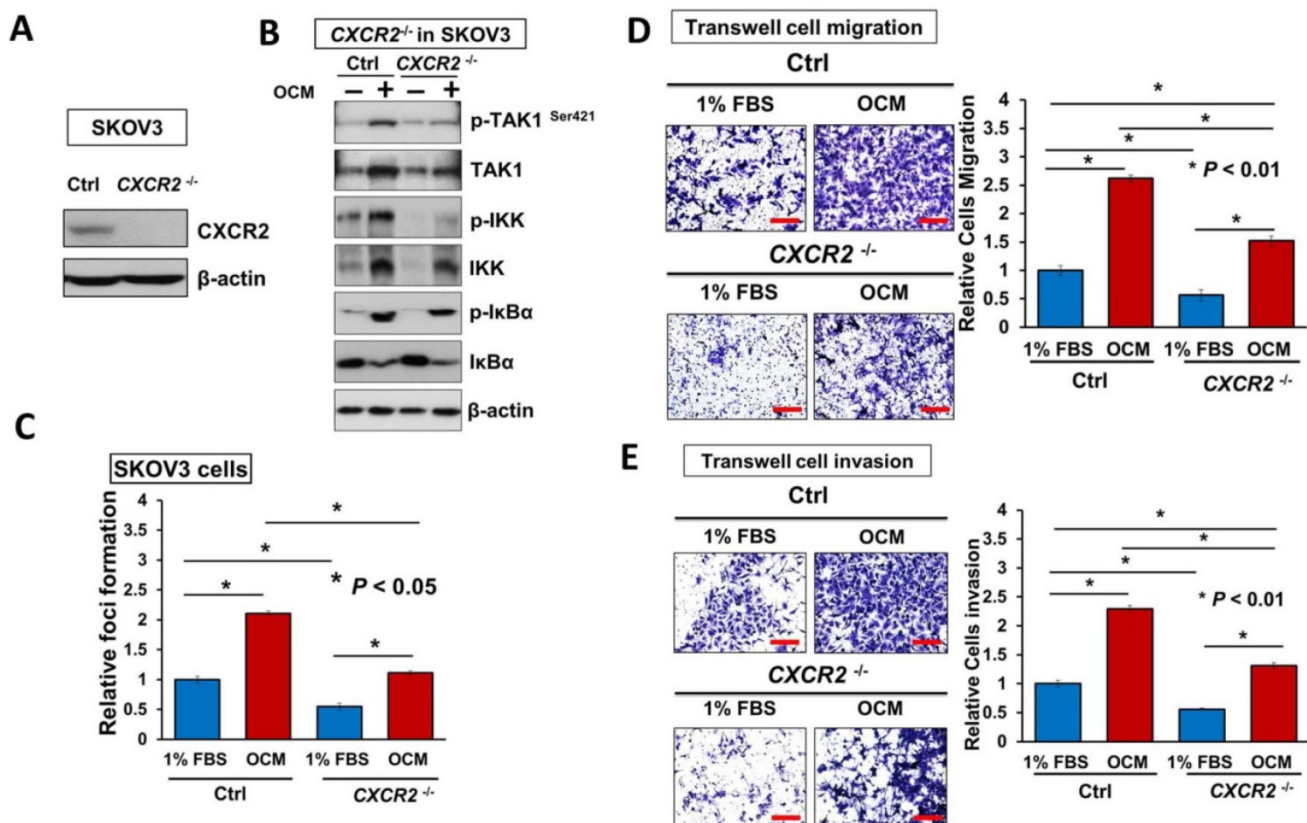 A
SKOV3
Ctrl CXCR2 -/-
CXCR2
β-actin
B
CXCR2-/- in SKOV3
Ctrl CXCR2 -/-
OCM − + − +
p-TAK1 Ser421
TAK1
p-IKK
IKK
p-IκBα
IκBα
β-actin
C
SKOV3 cells
Relative foci formation
4
3.5
3
2.5
2
1.5
1
0.5
0
*
*
*
* P < 0.05
*
1% FBS OCM 1% FBS OCM
Ctrl CXCR2 -/-
D
Transwell cell migration
Ctrl
1% FBS OCM
CXCR2 -/-
1% FBS OCM
Relative Cells Migration
4
3.5
3
2.5
2
1.5
1
0.5
0
*
*
*
*
* P < 0.01
*
1% FBS OCM 1% FBS OCM
Ctrl CXCR2 -/-
E
Transwell cell invasion
Ctrl
1% FBS OCM
CXCR2 -/-
1% FBS OCM
Relative Cells invasion
4
3.5
3
2.5
2
1.5
1
0.5
0
*
*
*
*
* P < 0.01
*
1% FBS OCM 1% FBS OCM
Ctrl CXCR2 -/-